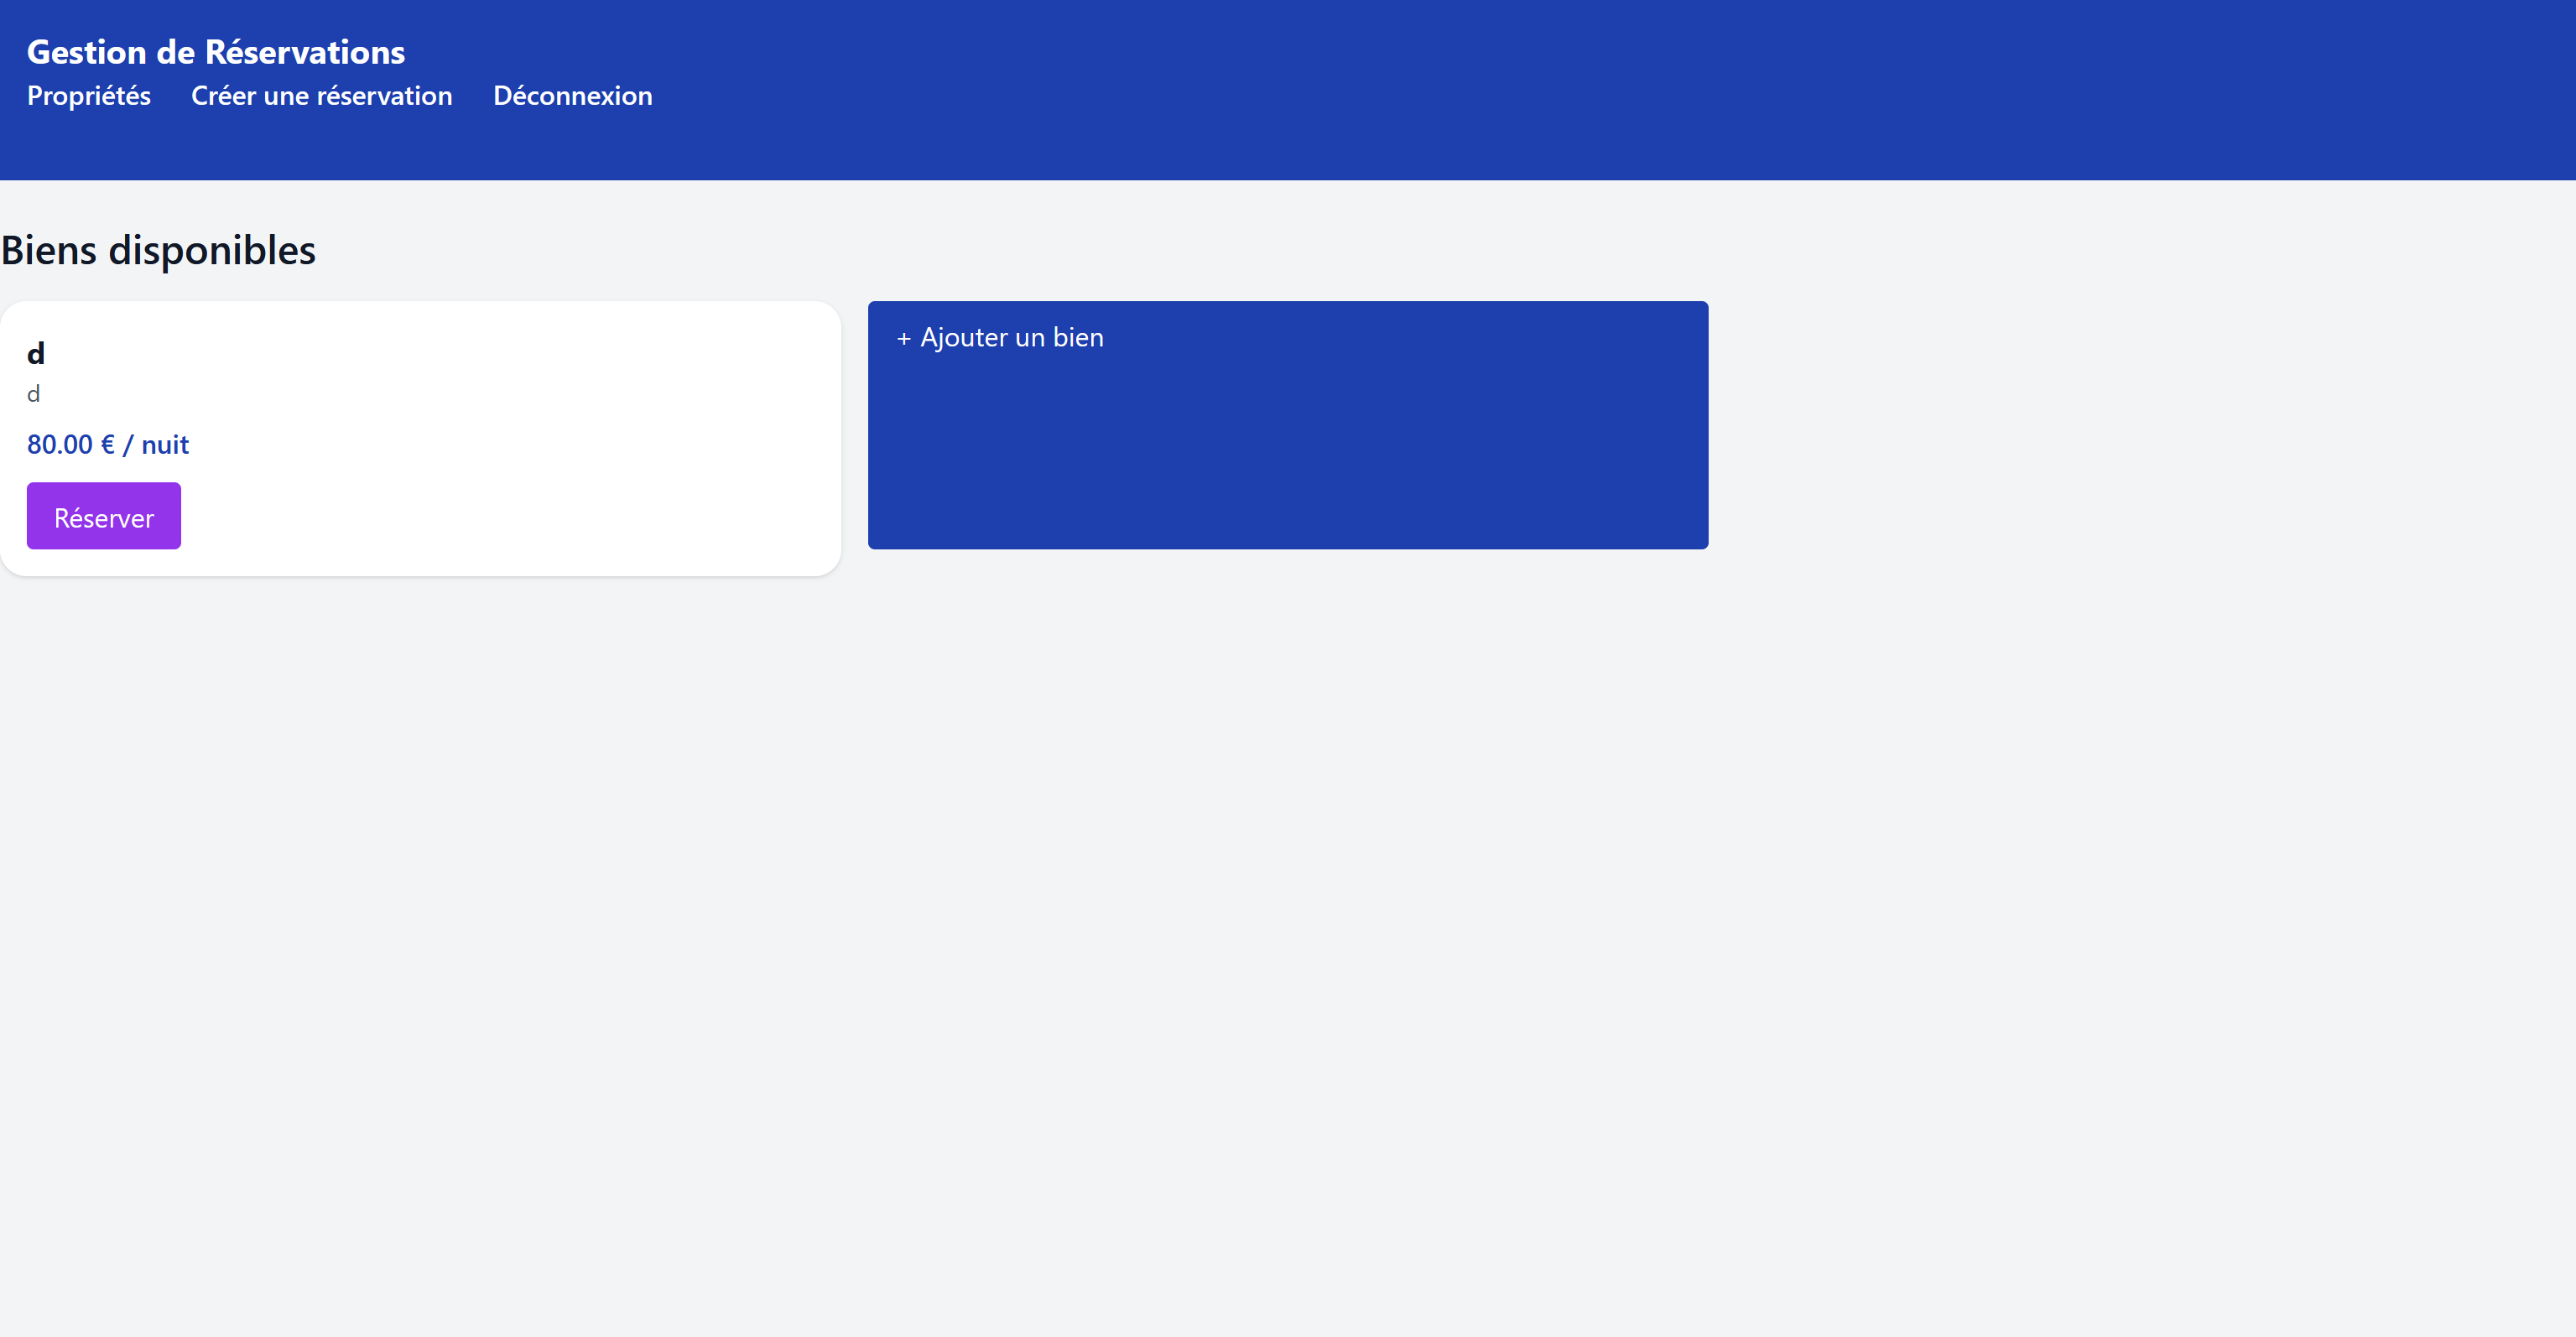 Gestion de Réservations
Propriétés Créer une réservation Déconnexion
Biens disponibles
d
d
80.00 € / nuit
Réserver
+ Ajouter un bien